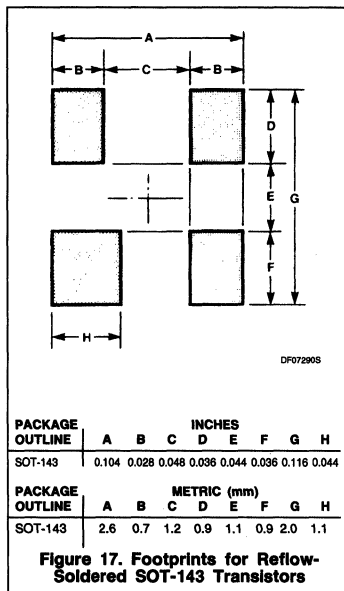 A
B C B
D
E
G
F
H
DF07290S
PACKAGE INCHES
OUTLINE A B C D E F G H
SOT-143 0.104 0.028 0.048 0.036 0.044 0.036 0.116 0.044
PACKAGE METRIC (mm)
OUTLINE A B C D E F G H
SOT-143 2.6 0.7 1.2 0.9 1.1 0.9 2.0 1.1
Figure 17. Footprints for Reflow-
Soldered SOT-143 Transistors